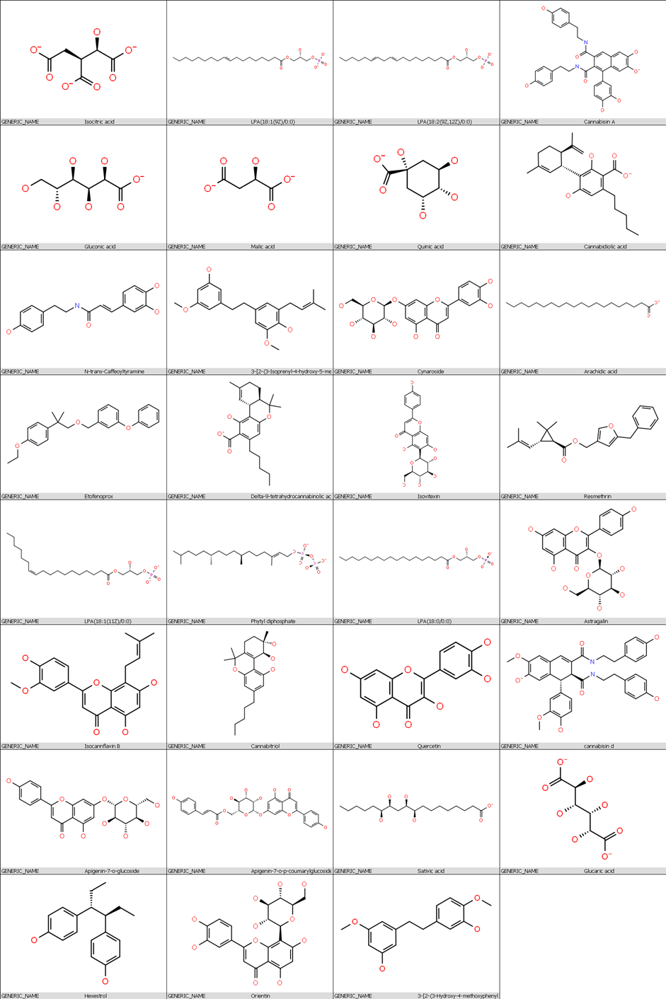 GENERIC_NAME Isocitric acid
GENERIC_NAME LPA(18:1(9Z)/0:0)
GENERIC_NAME LPA(18:2(9Z,12Z)/0:0)
GENERIC_NAME Cannabisin A
GENERIC_NAME Gluconic acid
GENERIC_NAME Malic acid
GENERIC_NAME Quinic acid
GENERIC_NAME Cannabidiolic acid
GENERIC_NAME N-trans-Caffeoyltyramine
GENERIC_NAME 3-[2-(3-Isoprenyl-4-hydroxy-5-me
GENERIC_NAME Cynaroside
GENERIC_NAME Arachidic acid
GENERIC_NAME Etofenoprox
GENERIC_NAME Delta-9-tetrahydrocannabinolic ac
GENERIC_NAME Isovitexin
GENERIC_NAME Resmethrin
GENERIC_NAME LPA(18:1(11Z)/0:0)
GENERIC_NAME Phytyl diphosphate
GENERIC_NAME LPA(18:0/0:0)
GENERIC_NAME Astragalin
GENERIC_NAME Isocannflavin B
GENERIC_NAME Cannabitriol
GENERIC_NAME Quercetin
GENERIC_NAME cannabisin d
GENERIC_NAME Apigenin-7-o-glucoside
GENERIC_NAME Apigenin-7-o-p-coumarylglucoside
GENERIC_NAME Sativic acid
GENERIC_NAME Glucaric acid
GENERIC_NAME Hexestrol
GENERIC_NAME Orientin
GENERIC_NAME 3-[2-(3-Hydroxy-4-methoxyphenyl